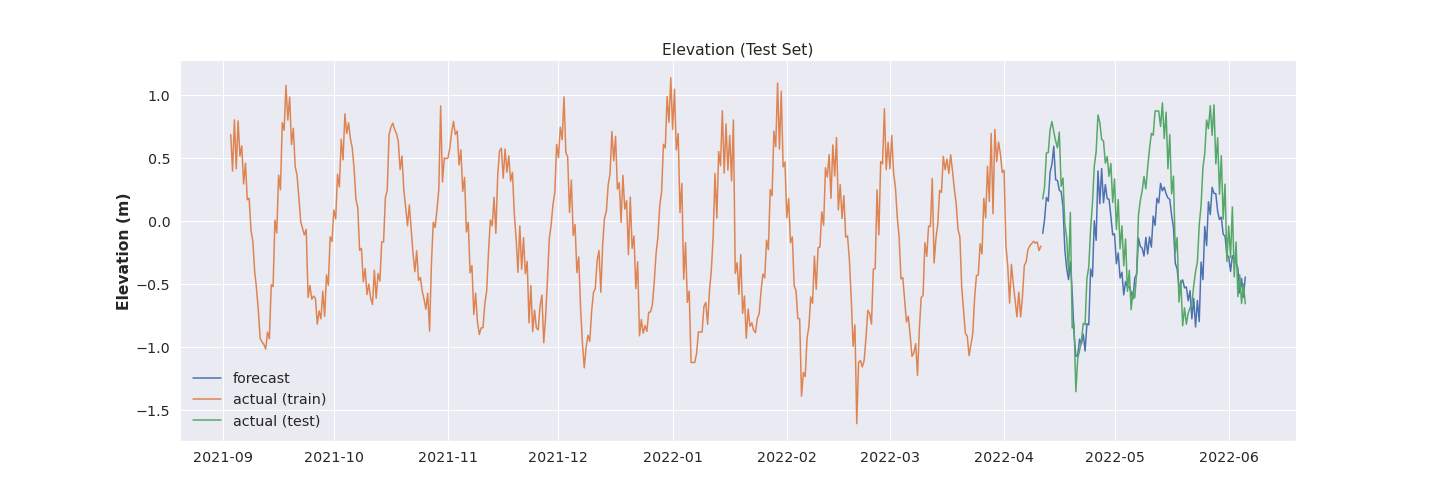 Elevation (Test Set)
Elevation (m)
1.0
0.5
0.0
−0.5
−1.0
−1.5
forecast
actual (train)
actual (test)
2021-09 2021-10 2021-11 2021-12 2022-01 2022-02 2022-03 2022-04 2022-05 2022-06